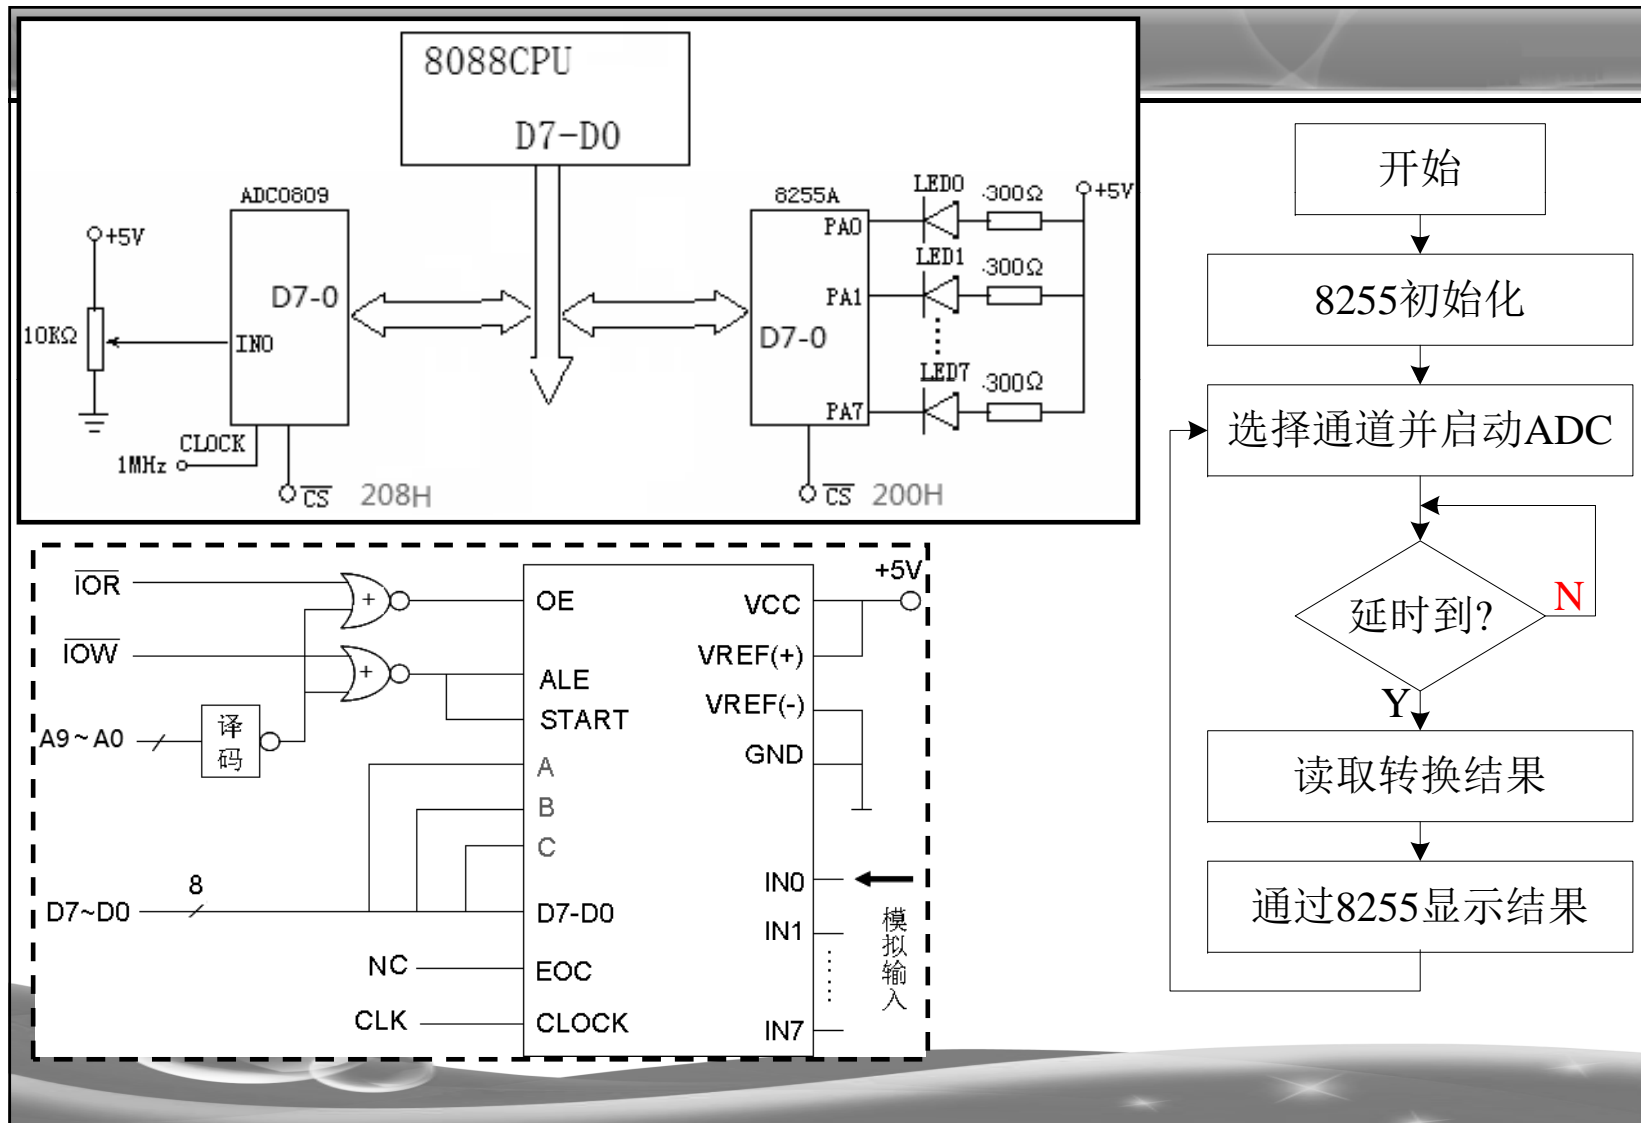 8088CPU
D7-D0
ADC0809
+5V
10KΩ
D7-0
IN0
CLOCK
1MHz
CS 208H
8255A
PA0
PA1
D7-0
PA7
LED0
300Ω
+5V
LED1
300Ω
LED7
300Ω
CS 200H
IOR
IOW
A9~A0
译码
D7~D0
8
NC
CLK
OE
ALE
START
A
B
C
D7-D0
EOC
CLOCK
+5V
VCC
VREF(+)
VREF(-)
GND
IN0
IN1
IN7
模拟输入
+
+
开始
8255初始化
选择通道并启动ADC
延时到?
N
Y
读取转换结果
通过8255显示结果